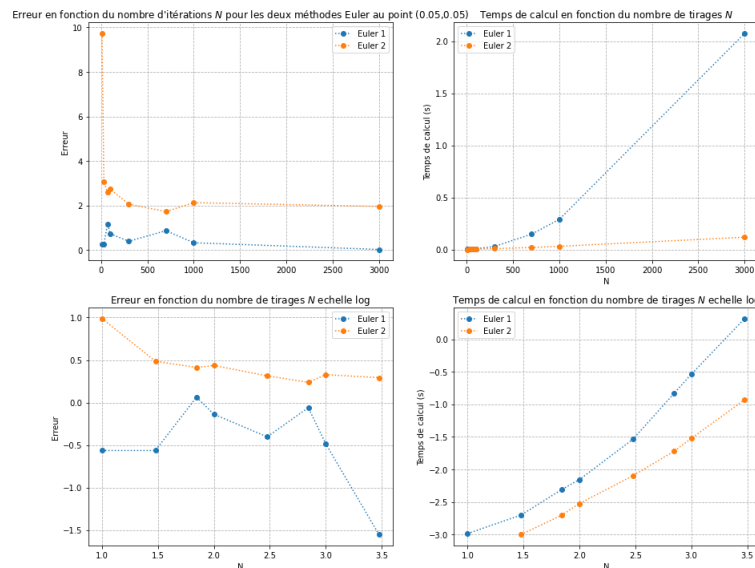 Erreur en fonction du nombre d'itérations N pour les deux méthodes Euler au point (0.05,0.05)
Euler 1
Euler 2
Erreur
10
8
6
4
2
0
0
500
1000
1500
2000
2500
3000
Temps de calcul en fonction du nombre de tirages N
Euler 1
Euler 2
Temps de calcul (s)
2.0
1.5
1.0
0.5
0.0
0
500
1000
1500
2000
2500
3000
N
Erreur en fonction du nombre de tirages N echelle log
Euler 1
Euler 2
Erreur
1.0
0.5
0.0
−0.5
−1.0
−1.5
1.0
1.5
2.0
2.5
3.0
3.5
N
Temps de calcul en fonction du nombre de tirages N echelle log
Euler 1
Euler 2
Temps de calcul (s)
0.0
−0.5
−1.0
−1.5
−2.0
−2.5
−3.0
1.0
1.5
2.0
2.5
3.0
3.5
N